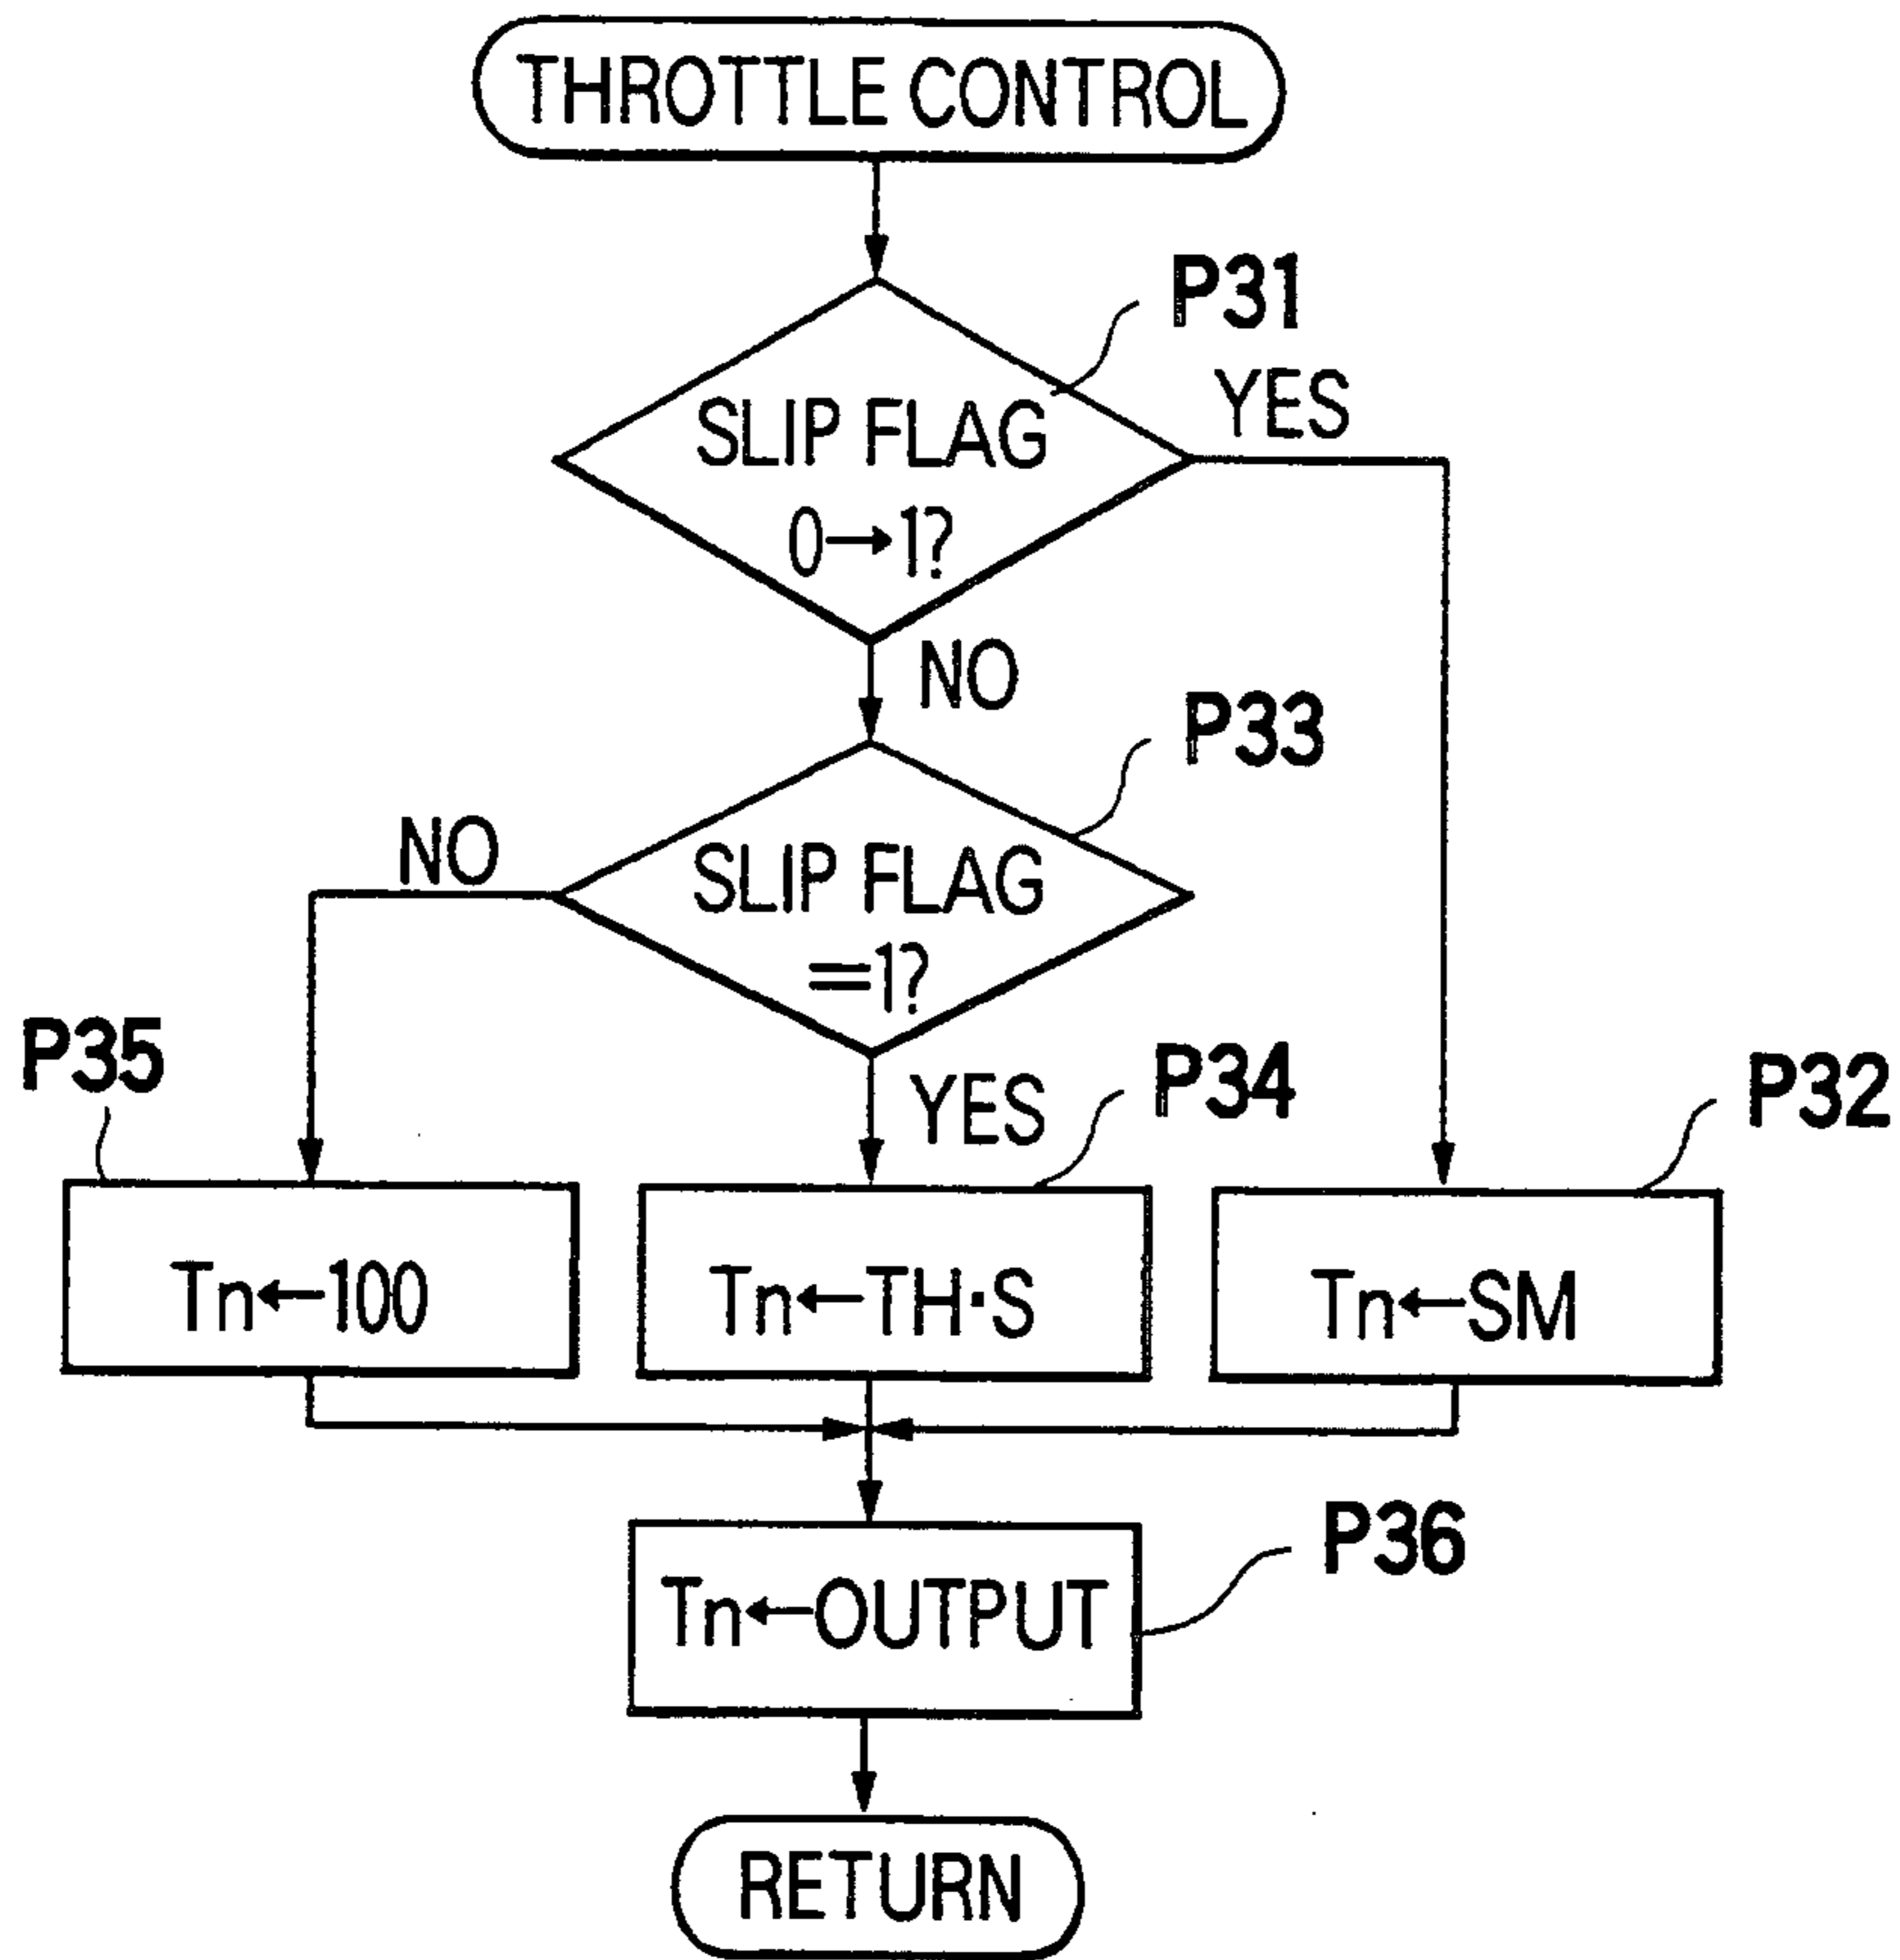 THROTTLE CONTROL
P31
YES
SLIP FLAG
0→1?
NO
P33
NO
SLIP FLAG
=1?
P35
YES
P34
P32
Tn←100
Tn←TH·S
Tn←SM
P36
Tn←OUTPUT
RETURN